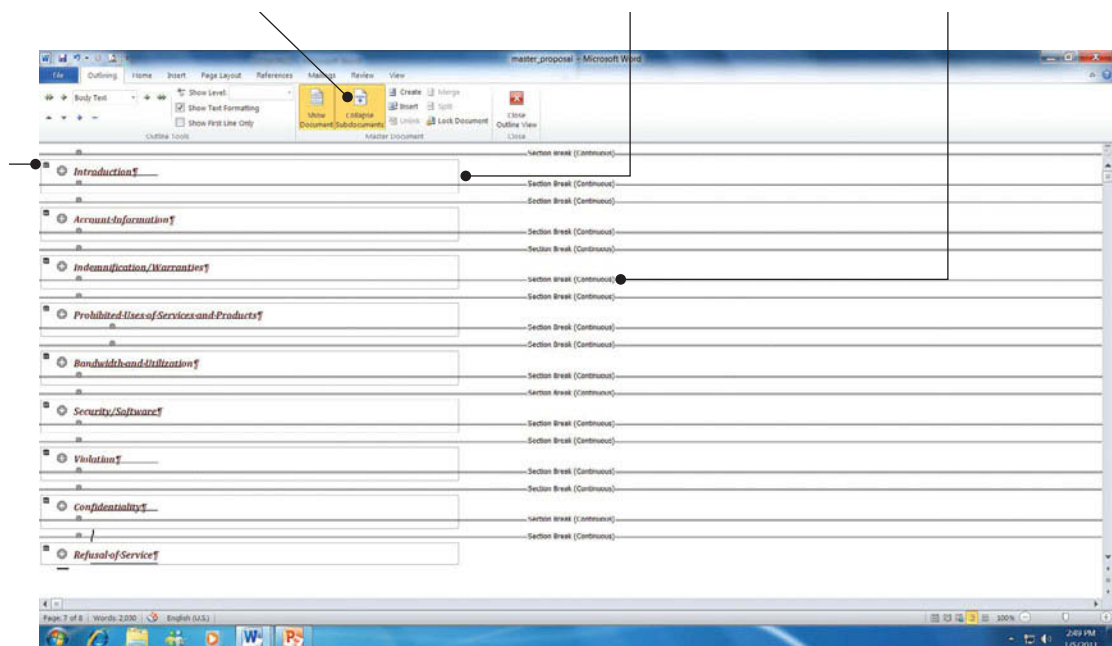 master_proposal - Microsoft Word
File Outlining Home Insert Page Layout References Mailings Review View
Body Text
Show Level:
Show Text Formatting
Show First Line Only
Outline Tools
Show Document
Collapse Subdocuments
Create Merge
Insert Split
Unlink Lock Document
Master Document
Close Outline View
Close
Section Break (Continuous)
Introduction¶
Section Break (Continuous)
Section Break (Continuous)
Account·Information¶
Section Break (Continuous)
Section Break (Continuous)
Indemnification/Warranties¶
Section Break (Continuous)
Section Break (Continuous)
Prohibited·Uses·of·Services·and·Products¶
Section Break (Continuous)
Section Break (Continuous)
Bandwidth·and·Utilization¶
Section Break (Continuous)
Section Break (Continuous)
Security/Software¶
Section Break (Continuous)
Section Break (Continuous)
Violation¶
Section Break (Continuous)
Section Break (Continuous)
Confidentiality¶
Section Break (Continuous)
Section Break (Continuous)
Refusal·of·Service¶
Page: 7 of 8 Words: 2,030 English (U.S.) 100%
2:49 PM
1/5/2011